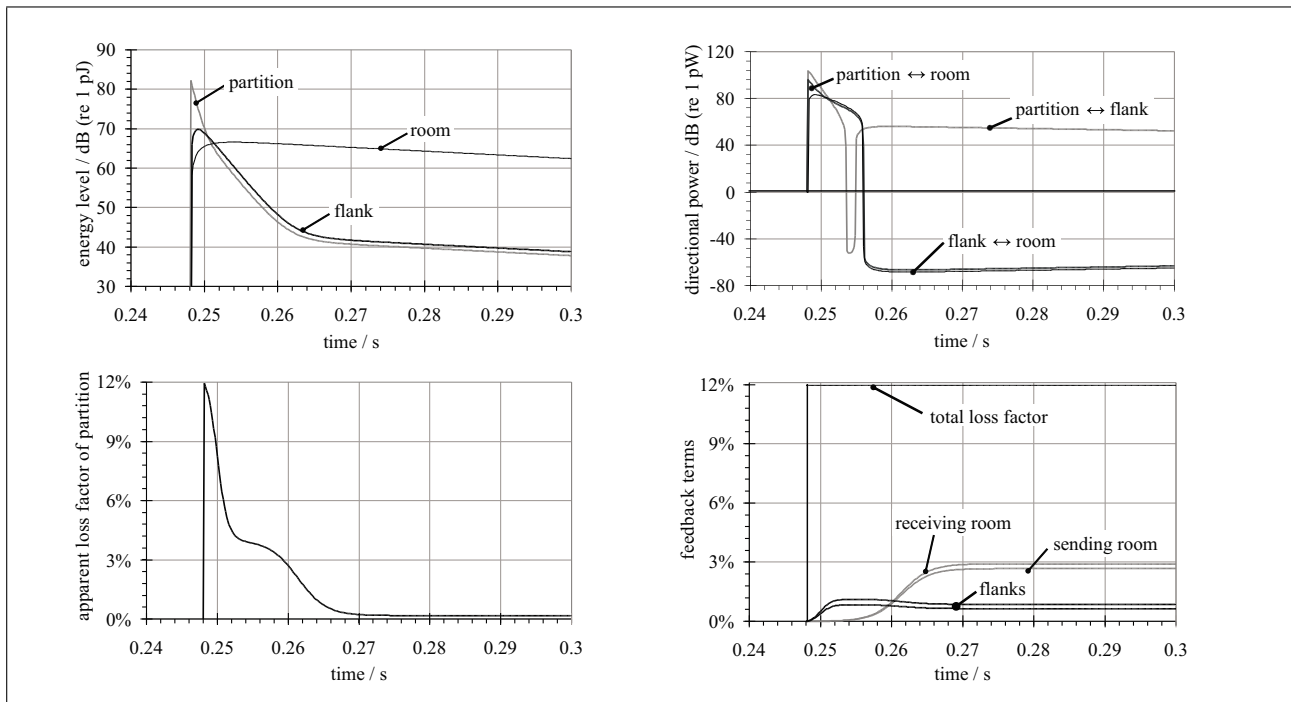 energy level / dB (re 1 pJ)
90
80
70
60
50
40
30
partition
room
flank
0.24 0.25 0.26 0.27 0.28 0.29 0.3
time / s
directional power / dB (re 1 pW)
120
80
40
0
-40
-80
partition ↔ room
partition ↔ flank
flank ↔ room
0.24 0.25 0.26 0.27 0.28 0.29 0.3
time / s
apparent loss factor of partition
12%
9%
6%
3%
0%
0.24 0.25 0.26 0.27 0.28 0.29 0.3
time / s
feedback terms
12%
9%
6%
3%
0%
total loss factor
receiving room
sending room
flanks
0.24 0.25 0.26 0.27 0.28 0.29 0.3
time / s